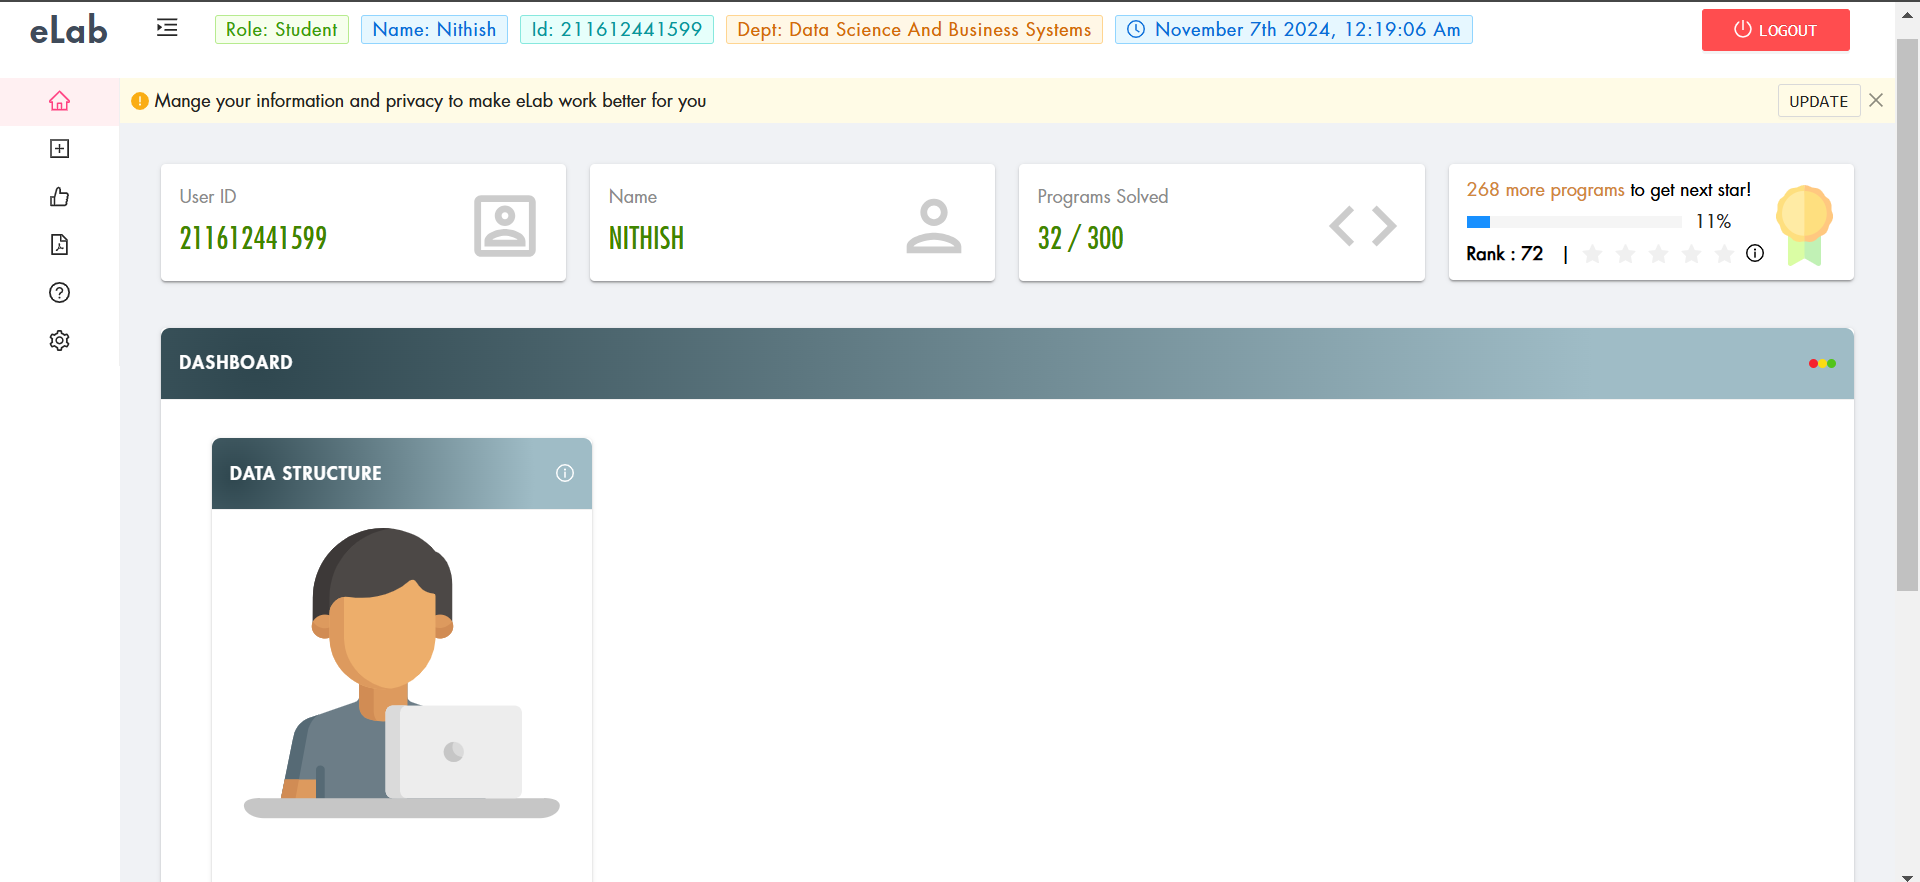 eLab
Role: Student
Name: Nithish
Id: 211612441599
Dept: Data Science And Business Systems
November 7th 2024, 12:19:06 Am
LOGOUT
Mange your information and privacy to make eLab work better for you
UPDATE
User ID
211612441599
Name
NITHISH
Programs Solved
32 / 300
268 more programs to get next star!
11%
Rank : 72 |
DASHBOARD
DATA STRUCTURE